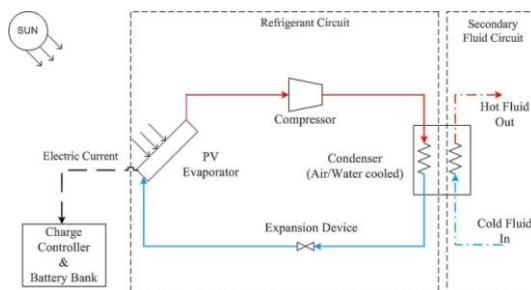 SUN
Refrigerant Circuit
Secondary
Fluid Circuit
Compressor
Hot Fluid
Out
Electric Current
PV
Evaporator
Condenser
(Air/Water cooled)
Charge
Controller
&
Battery Bank
Expansion Device
Cold Fluid
In